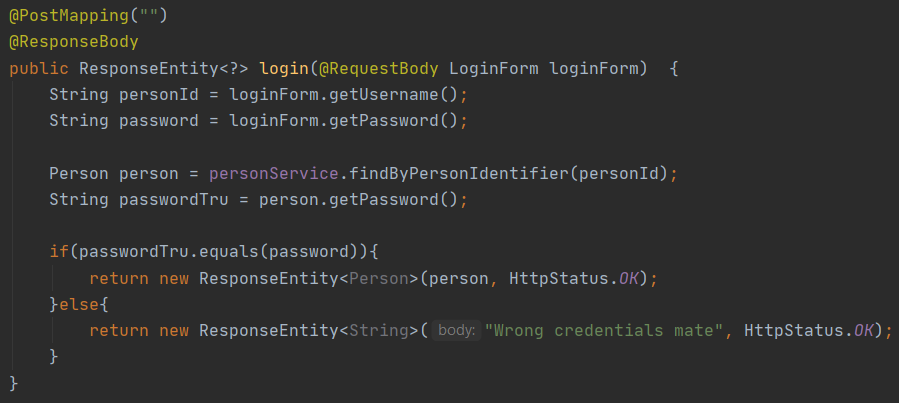 @PostMapping("")
@ResponseBody
public ResponseEntity<?> login(@RequestBody LoginForm loginForm)  {
    String personId = loginForm.getUsername();
    String password = loginForm.getPassword();

    Person person = personService.findByPersonIdentifier(personId);
    String passwordTru = person.getPassword();

    if(passwordTru.equals(password)){
        return new ResponseEntity<Person>(person, HttpStatus.OK);
    }else{
        return new ResponseEntity<String>( body: "Wrong credentials mate", HttpStatus.OK);
    }
}